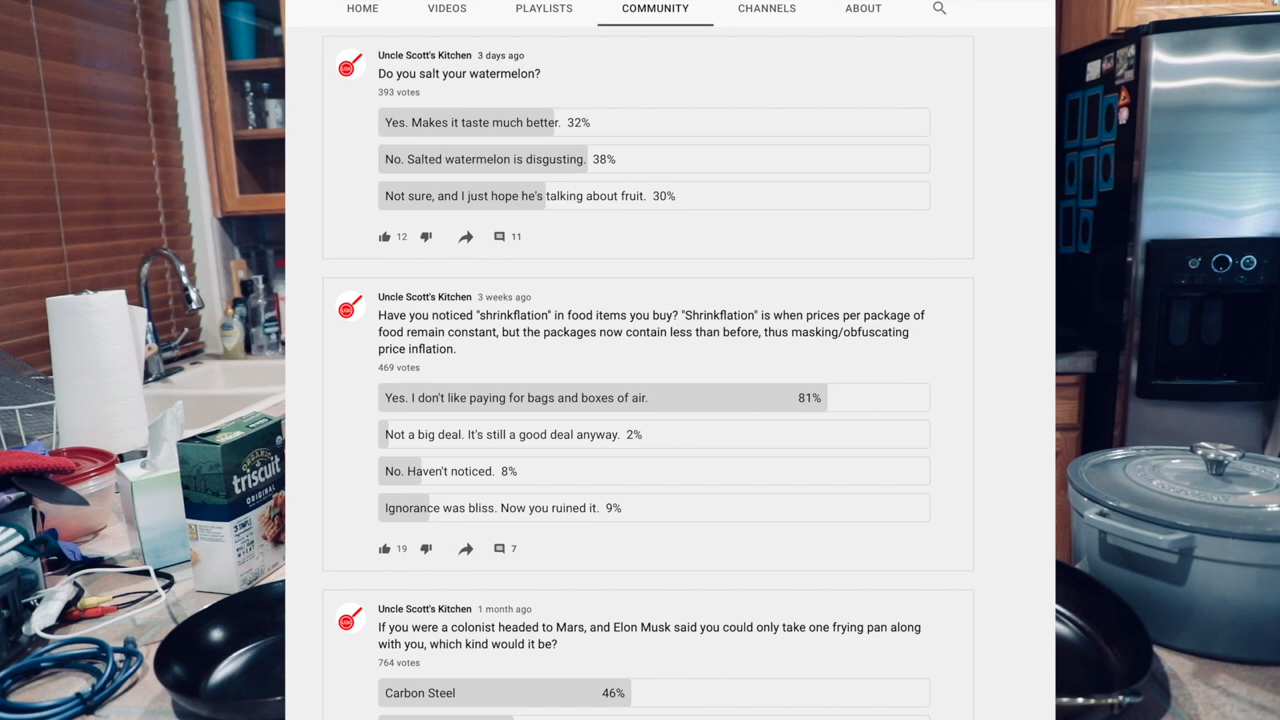 HOME VIDEOS PLAYLISTS COMMUNITY CHANNELS ABOUT
Uncle Scott's Kitchen 3 days ago
Do you salt your watermelon?
393 votes
Yes. Makes it taste much better. 32%
No. Salted watermelon is disgusting. 38%
Not sure, and I just hope he's talking about fruit. 30%
12 11
Uncle Scott's Kitchen 3 weeks ago
Have you noticed "shrinkflation" in food items you buy? "Shrinkflation" is when prices per package of
food remain constant, but the packages now contain less than before, thus masking/obfuscating
price inflation.
469 votes
Yes. I don't like paying for bags and boxes of air. 81%
Not a big deal. It's still a good deal anyway. 2%
No. Haven't noticed. 8%
Ignorance was bliss. Now you ruined it. 9%
19 7
Uncle Scott's Kitchen 1 month ago
If you were a colonist headed to Mars, and Elon Musk said you could only take one frying pan along
with you, which kind would it be?
764 votes
Carbon Steel 46%
ORGANIC
triscuit
ORIGINAL